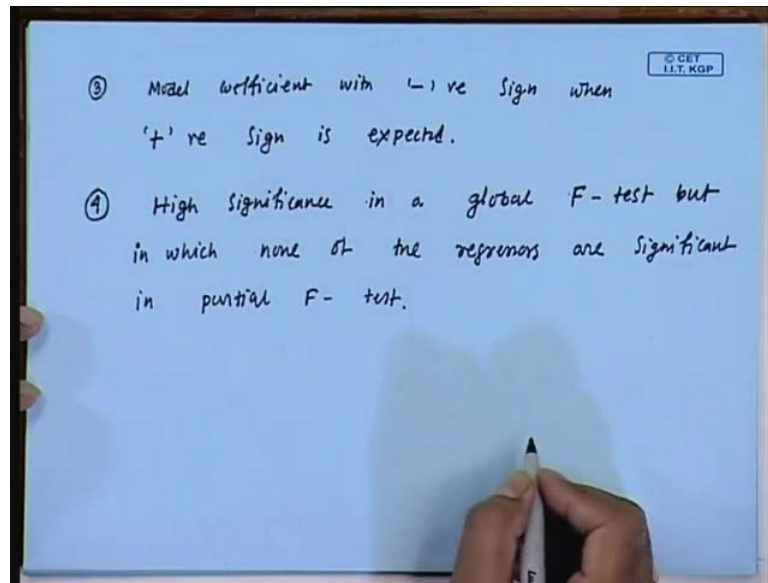 © CET
I.I.T. KGP
③ Model coefficient with '-' ve Sign when
'+' ve Sign is expected.
④ High Significance in a global F-test but
in which none of the regressors are Significant
in partial F- test.